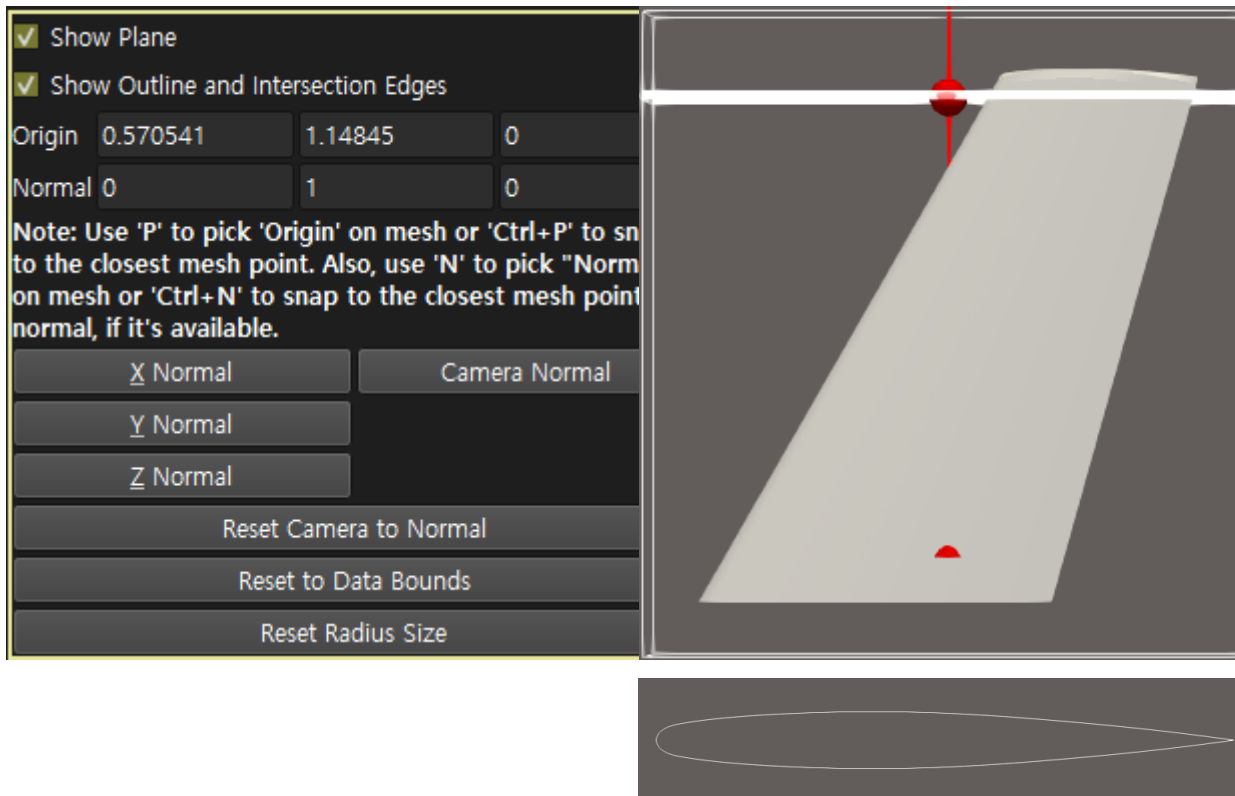 Show Plane
Show Outline and Intersection Edges
Origin 0.570541 1.14845 0
Normal 0 1 0
Note: Use 'P' to pick 'Origin' on mesh or 'Ctrl+P' to sn
to the closest mesh point. Also, use 'N' to pick "Norm
on mesh or 'Ctrl+N' to snap to the closest mesh point
normal, if it's available.
X Normal Camera Normal
Y Normal
Z Normal
Reset Camera to Normal
Reset to Data Bounds
Reset Radius Size